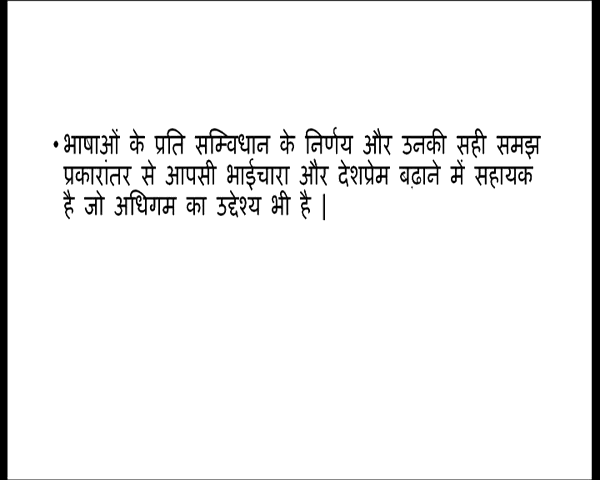 • भाषाओं के प्रति सम्विधान के निर्णय और उनकी सही समझ
प्रकारांतर से आपसी भाईचारा और देशप्रेम बढ़ाने में सहायक
है जो अधिगम का उद्देश्य भी है |